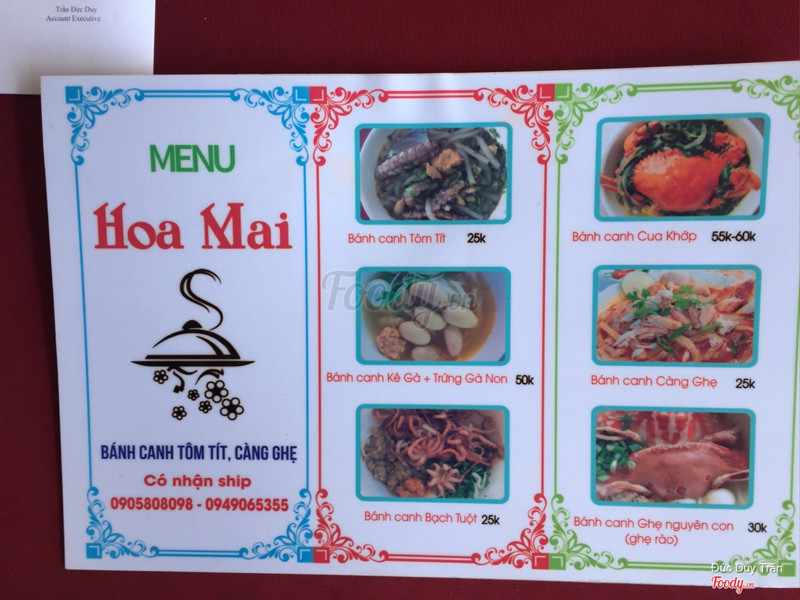 Trần Đức Duy
Account Executive
MENU
Hoa Mai
BÁNH CANH TÔM TÍT, CÀNG GHẸ
Có nhận ship
0905808098 - 0949065355
Bánh canh Tôm Tít 25k
Bánh canh Kê Gà + Trứng Gà Non 50k
Bánh canh Bạch Tuột 25k
Bánh canh Cua Khớp 55k-60k
Bánh canh Càng Ghẹ 25k
Bánh canh Ghẹ nguyên con 30k
(ghẹ rào)
Foody.vn
Đức Duy Trần
Foody.vn